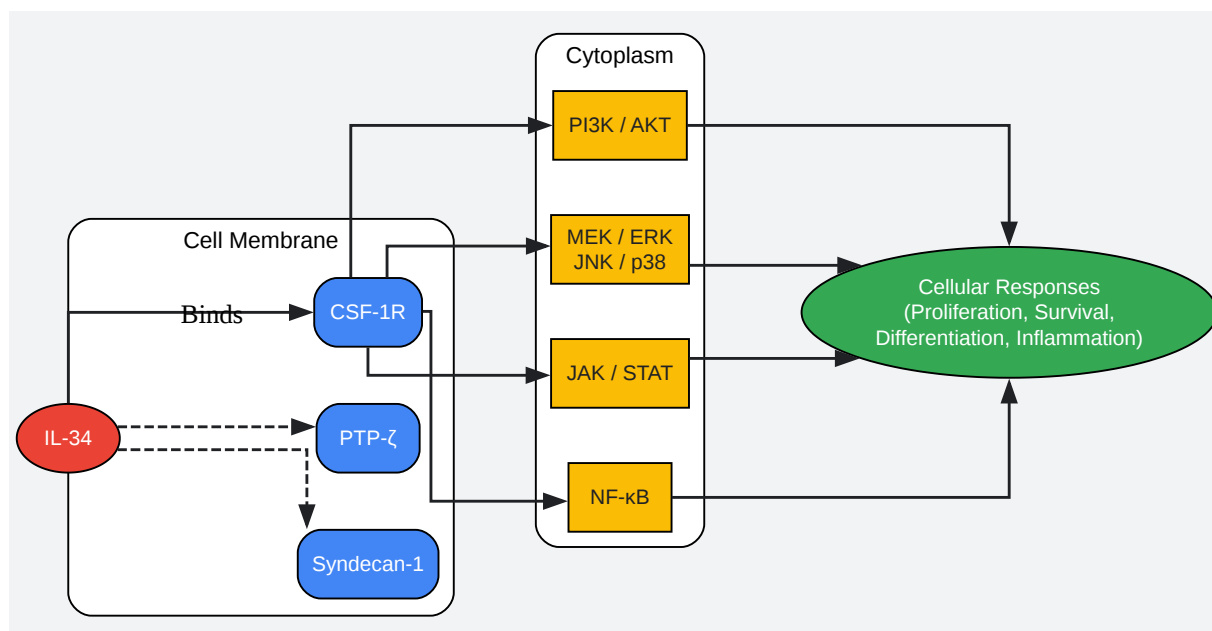 Cytoplasm
PI3K / AKT
MEK / ERK
JNK / p38
Cell Membrane
Binds
CSF-1R
JAK / STAT
Cellular Responses
(Proliferation, Survival,
Differentiation, Inflammation)
IL-34
PTP-ζ
NF-κB
Syndecan-1